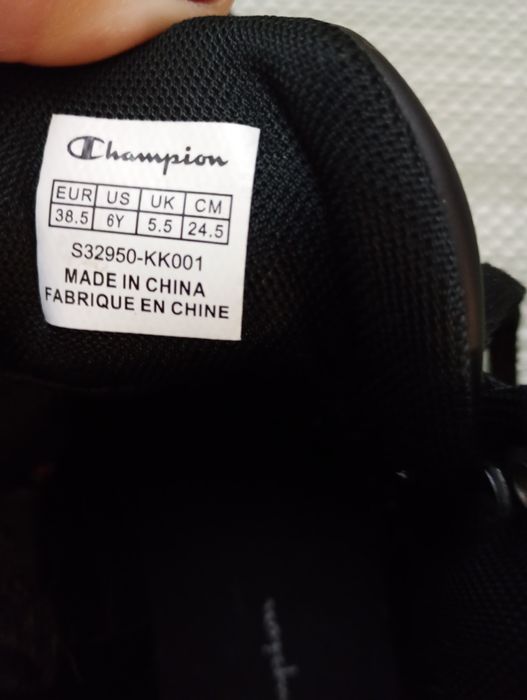 Champion
EUR US UK CM
38.5 6Y 5.5 24.5
S32950-KK001
MADE IN CHINA
FABRIQUE EN CHINE